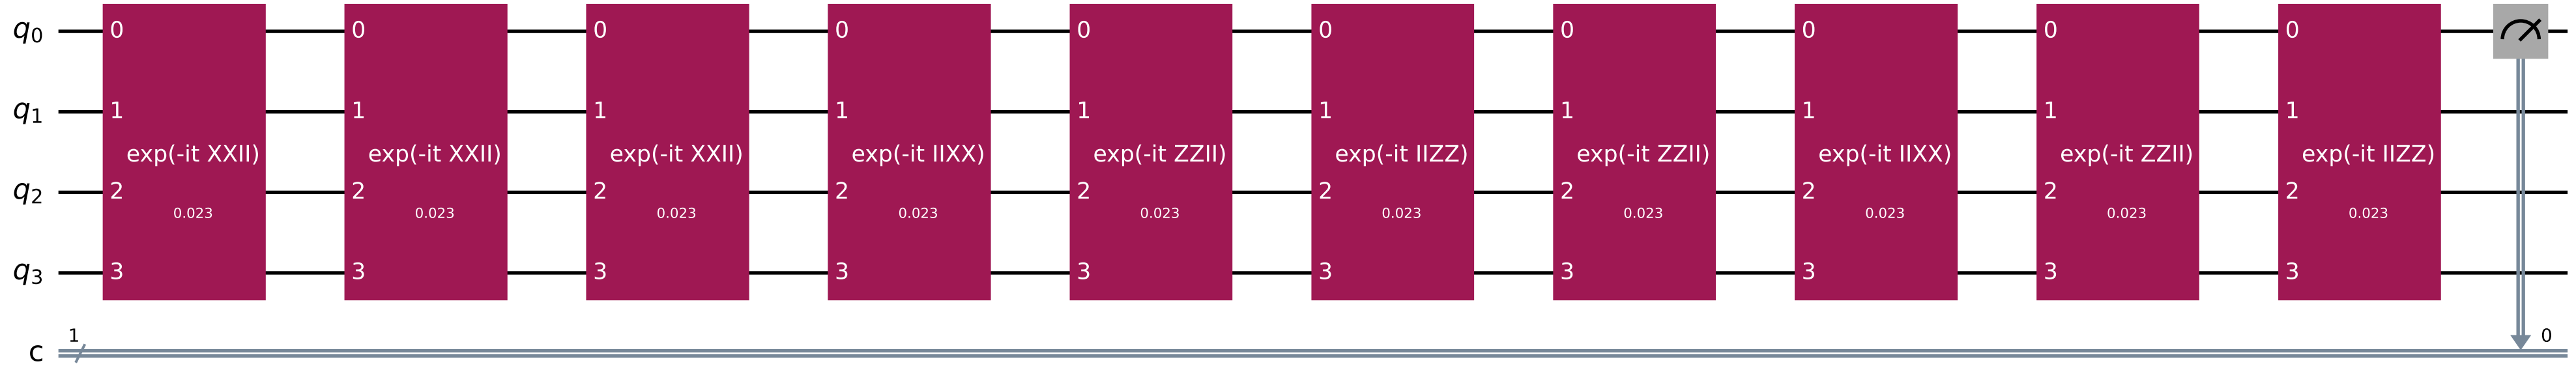 q0 0 0 0 0 0 0 0 0 0 0
q1 1 1 1 1 1 1 1 1 1 1
exp(-it XXII) exp(-it XXII) exp(-it XXII) exp(-it IIXX) exp(-it ZZII) exp(-it IIZZ) exp(-it ZZII) exp(-it IIXX) exp(-it ZZII) exp(-it IIZZ)
q2 2 2 2 2 2 2 2 2 2 2
0.023 0.023 0.023 0.023 0.023 0.023 0.023 0.023 0.023 0.023
q3 3 3 3 3 3 3 3 3 3 3
1 0
c